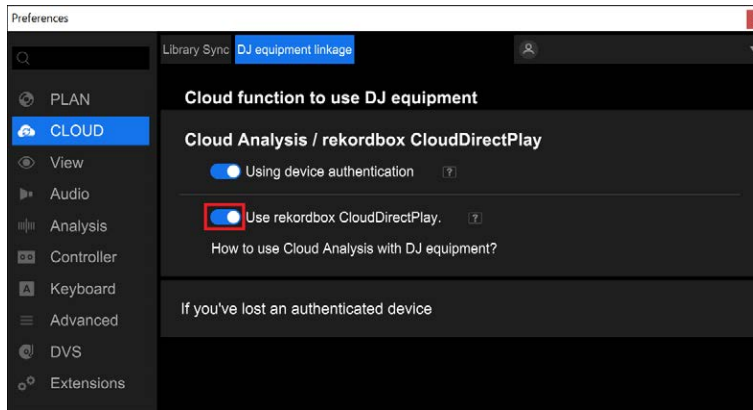 Preferences
Library Sync DJ equipment linkage
PLAN
CLOUD
View
Audio
Analysis
Controller
Keyboard
Advanced
DVS
Extensions
Cloud function to use DJ equipment
Cloud Analysis / rekordbox CloudDirectPlay
Using device authentication ?
Use rekordbox CloudDirectPlay. ?
How to use Cloud Analysis with DJ equipment?
If you've lost an authenticated device